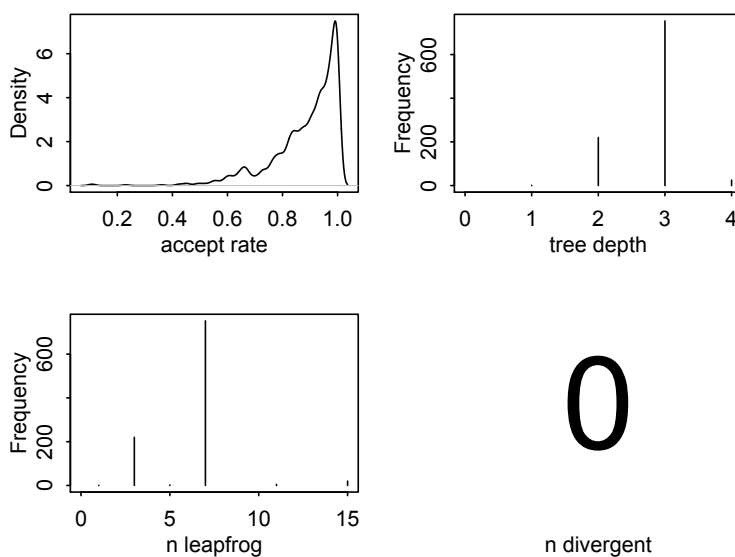 Density
0 2 4 6
0.2 0.4 0.6 0.8 1.0
accept rate
Frequency
0 200 600
0 1 2 3 4
tree depth
Frequency
0 200 600
0 5 10 15
n leapfrog
0
n divergent